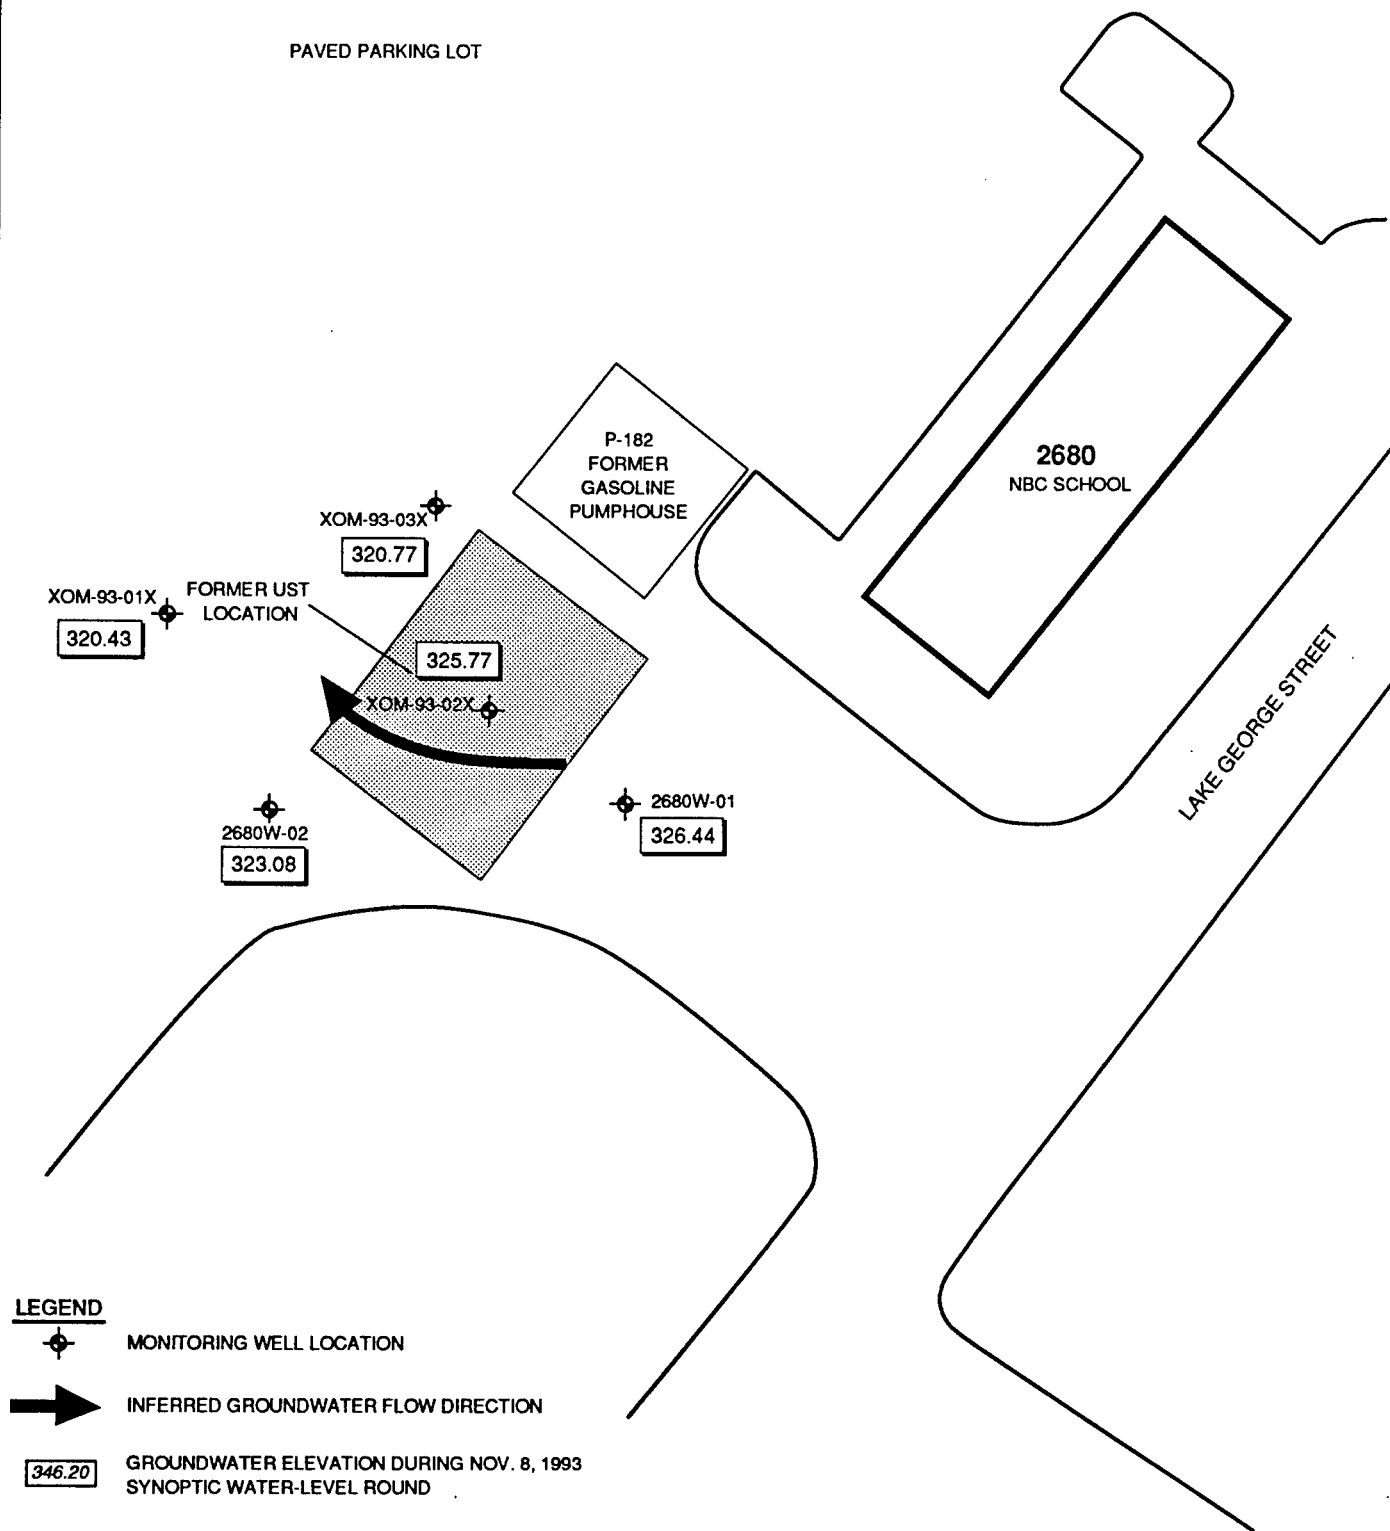 PAVED PARKING LOT
P-182
FORMER
GASOLINE
PUMPHOUSE
2680
NBC SCHOOL
XOM-93-03X
320.77
XOM-93-01X
320.43
FORMER UST
LOCATION
325.77
XOM-93-02X
LAKE GEORGE STREET
2680W-02
323.08
2680W-01
326.44
LEGEND
MONITORING WELL LOCATION
INFERRED GROUNDWATER FLOW DIRECTION
346.20
GROUNDWATER ELEVATION DURING NOV. 8, 1993
SYNOPTIC WATER-LEVEL ROUND